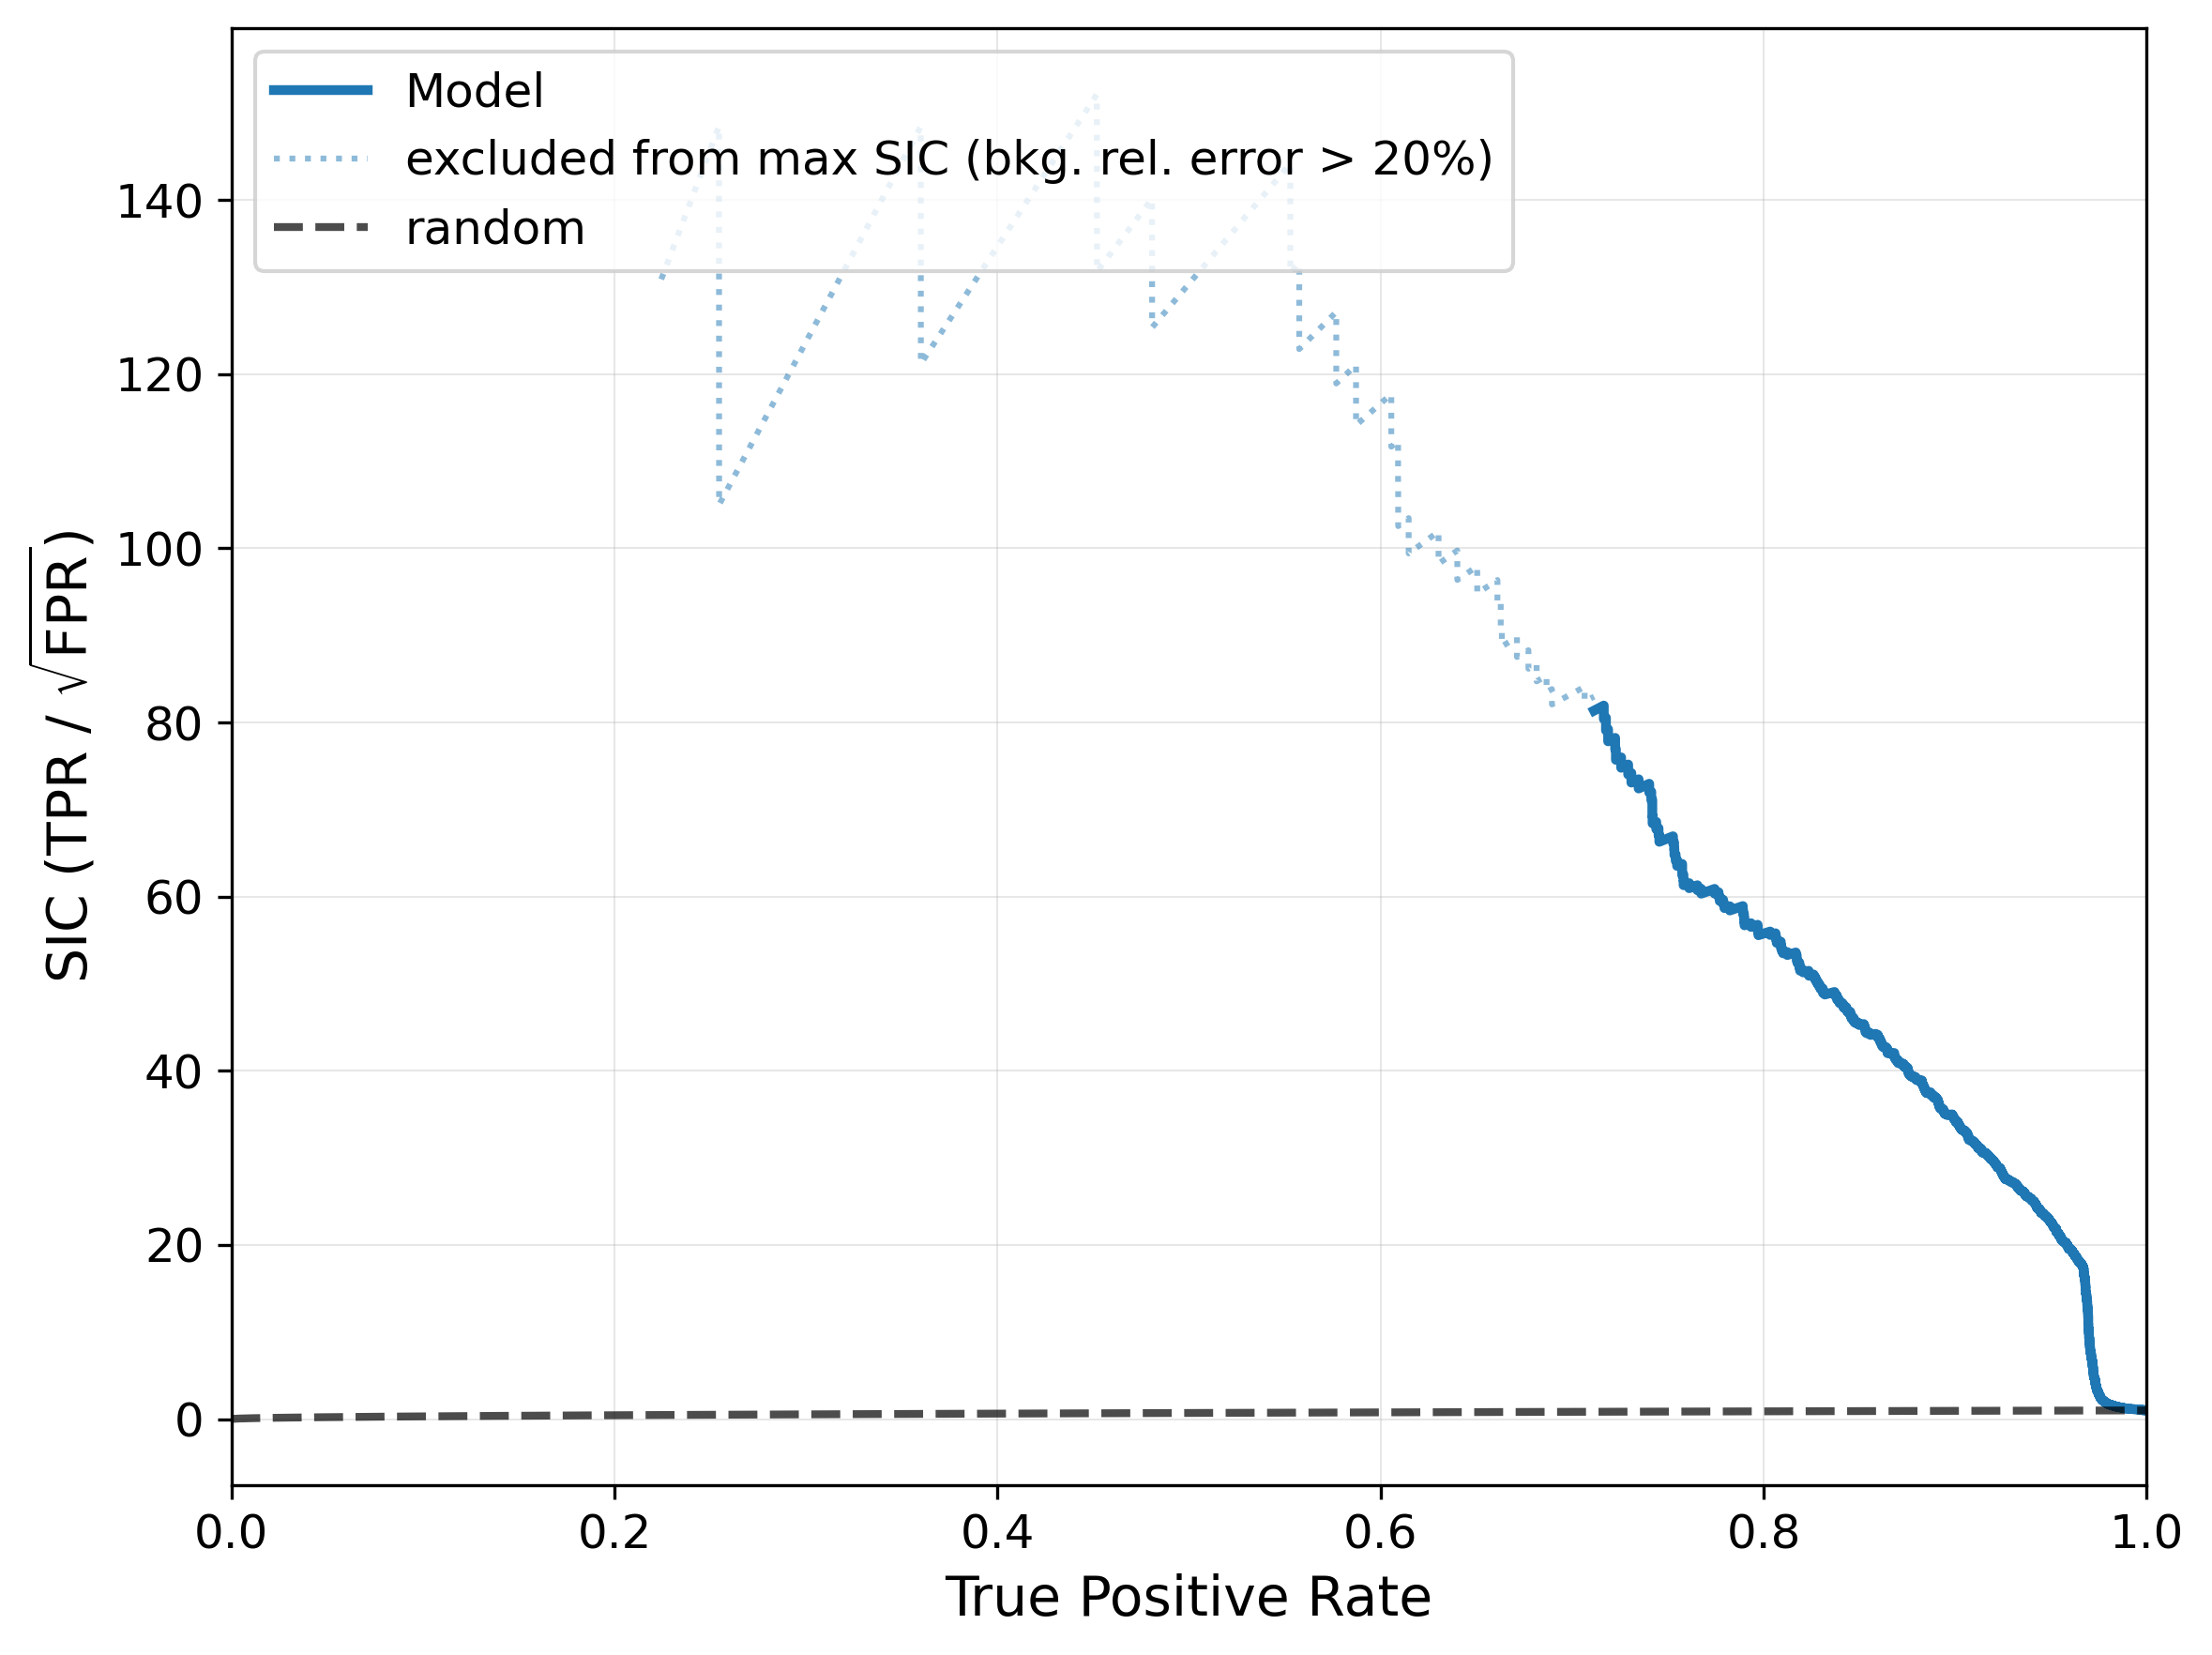 Model
excluded from max SIC (bkg. rel. error > 20%)
random
140
120
100
80
60
40
20
0
SIC (TPR / √FPR)
0.0 0.2 0.4 0.6 0.8 1.0
True Positive Rate